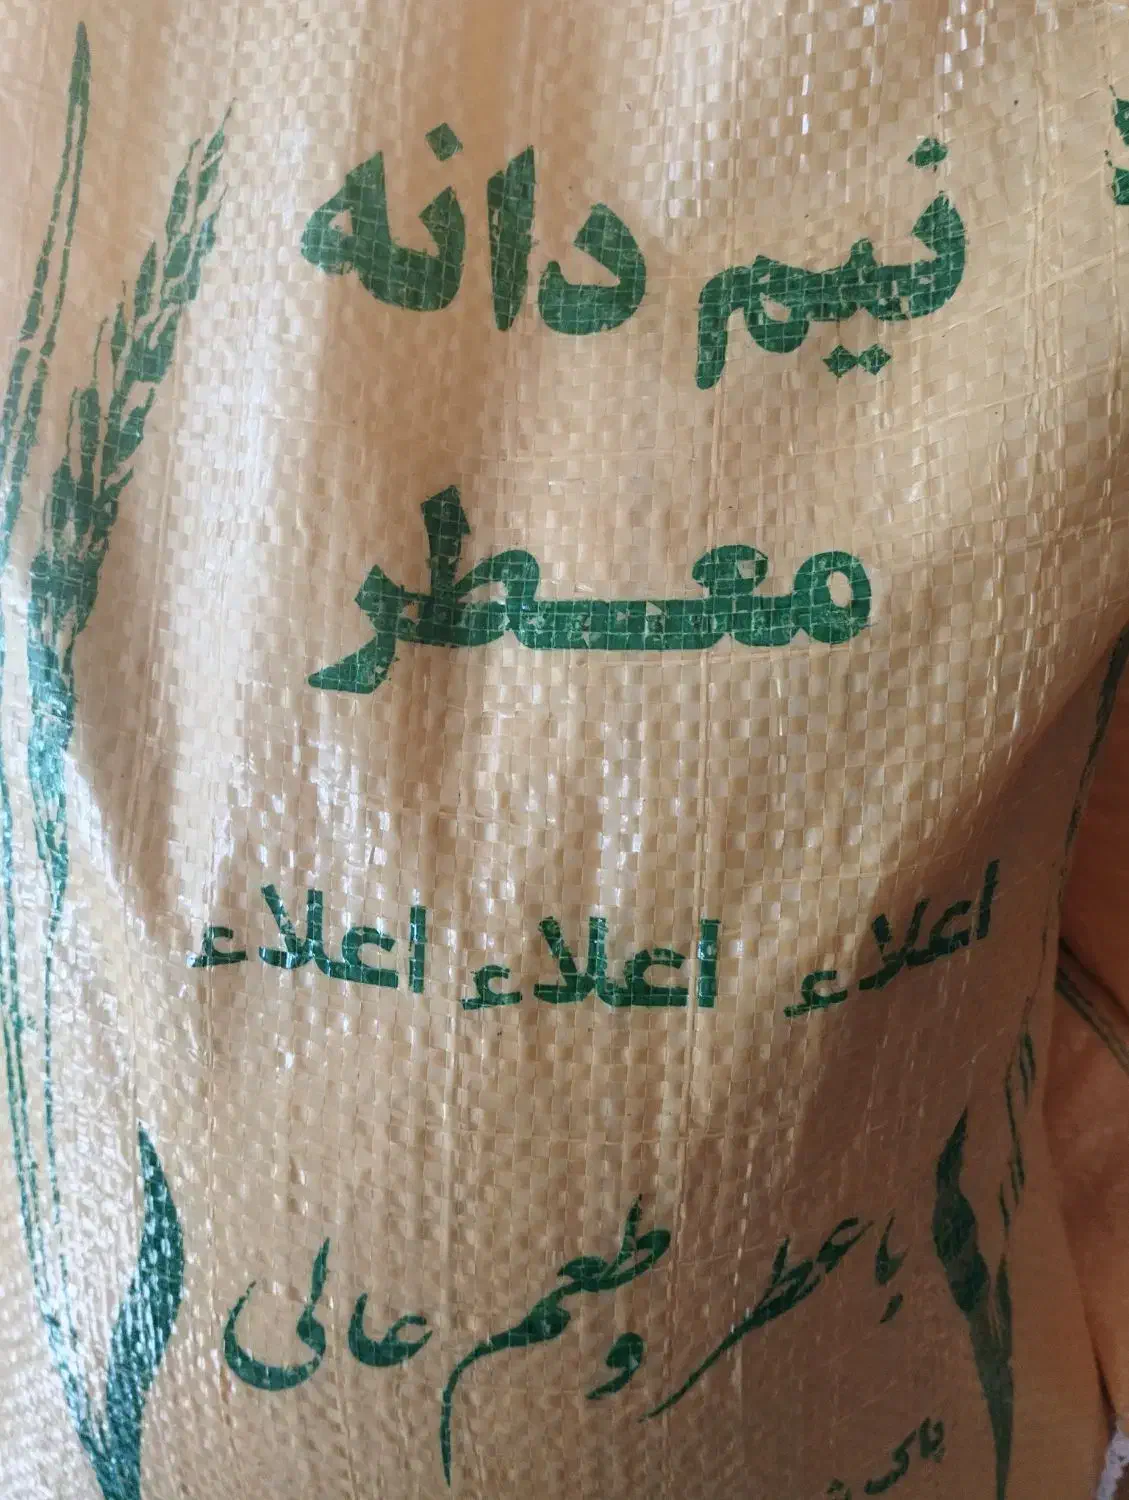 نیم دانه
معطر
اعلاء اعلاء اعلاء
با عطر و طعم عالی